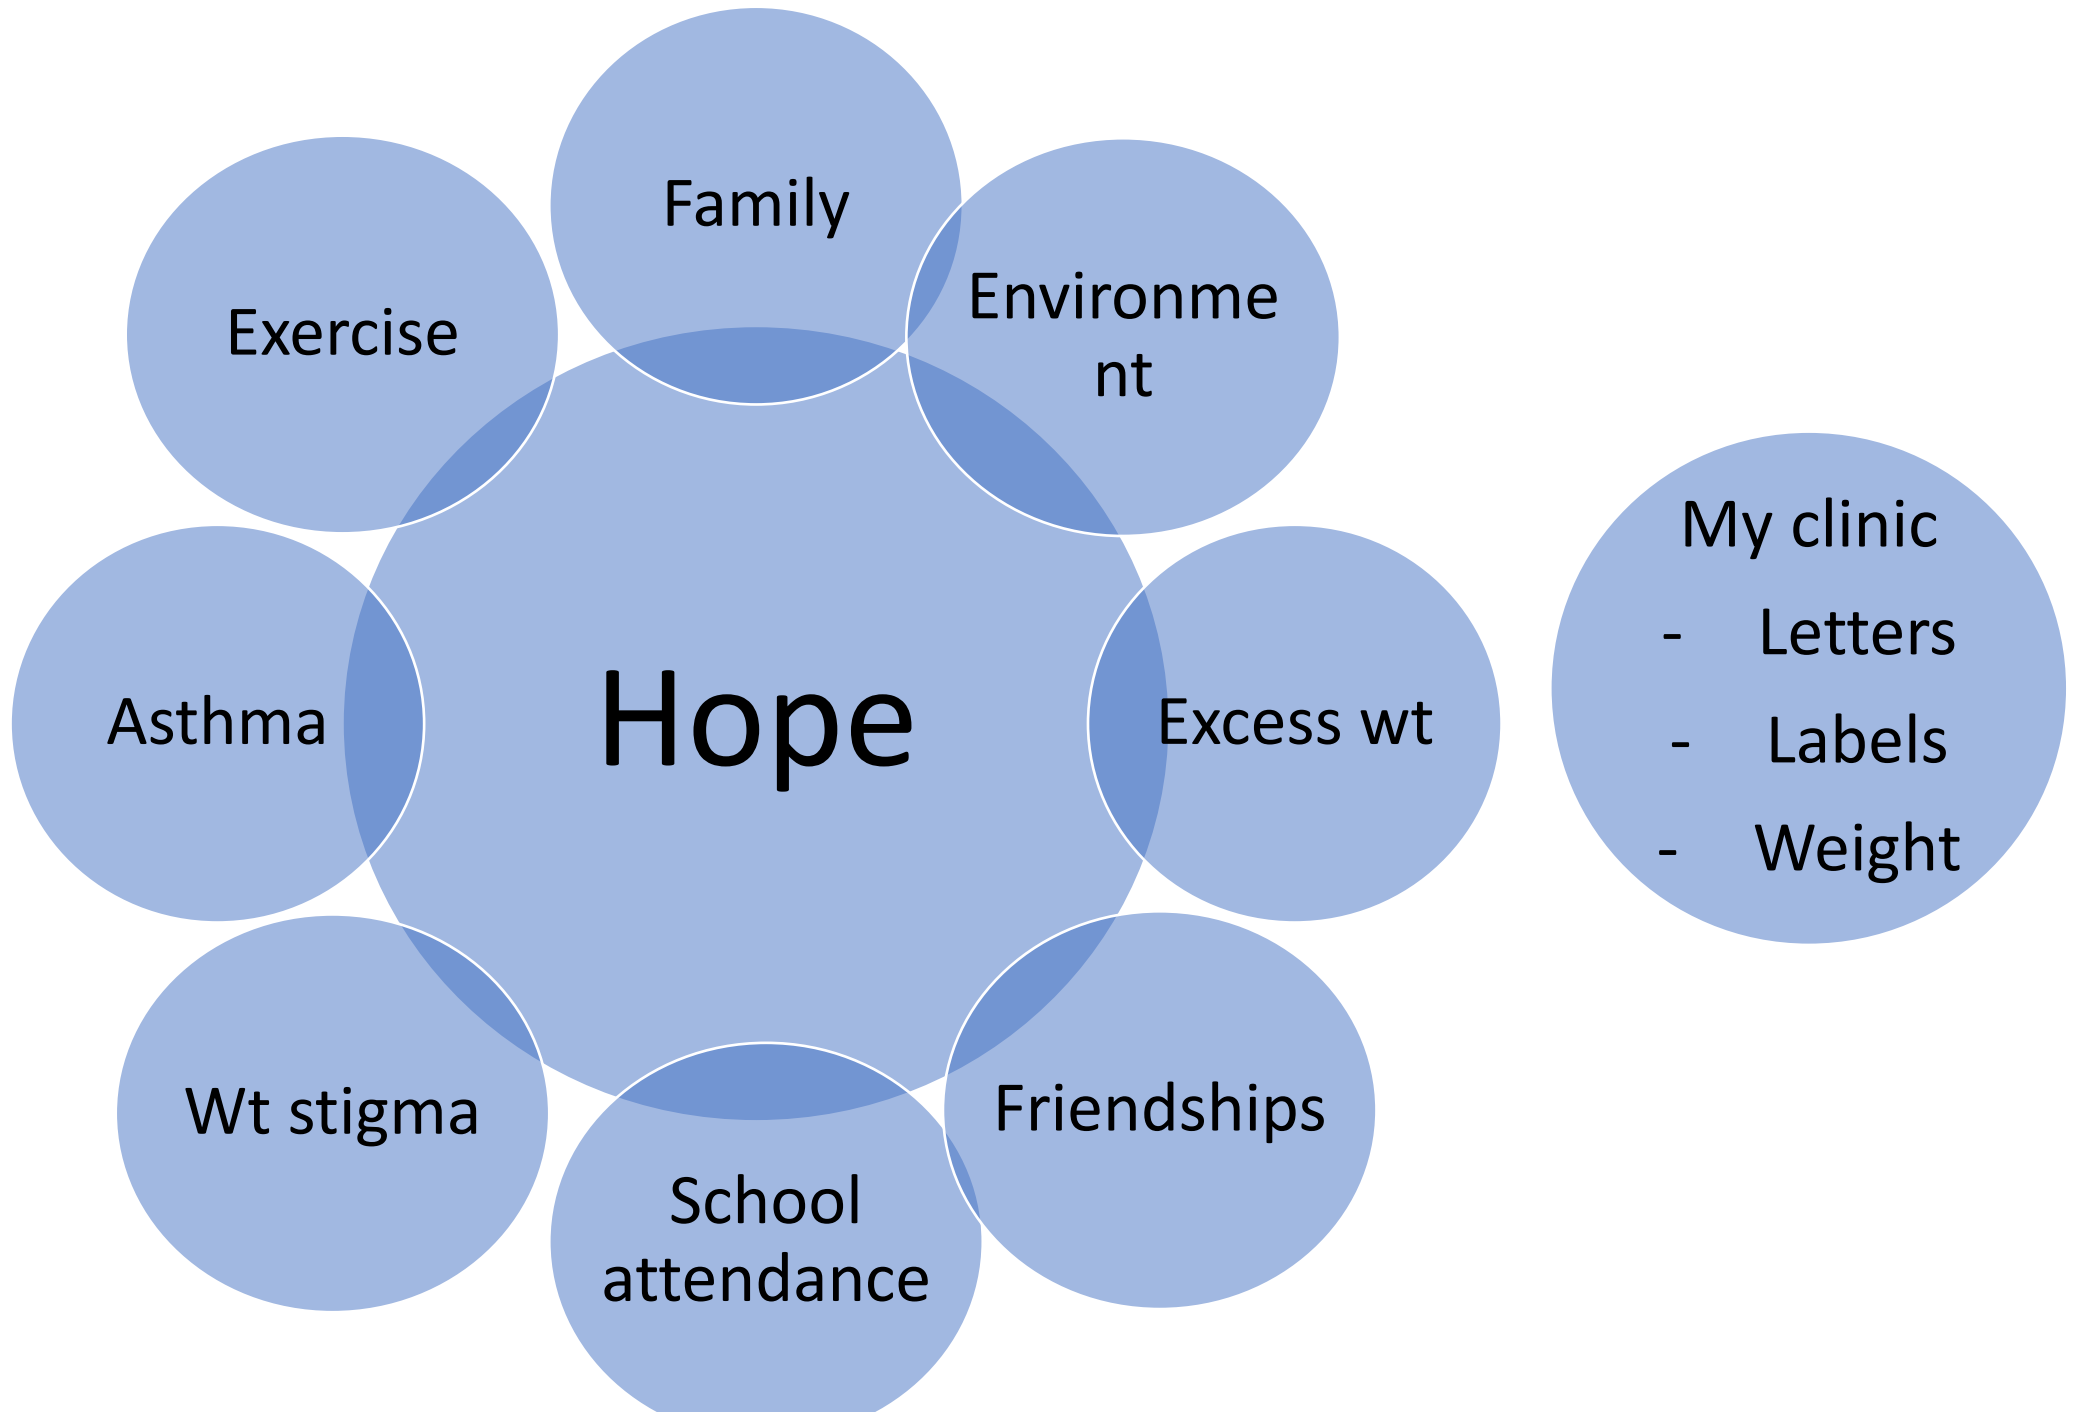 Family
Environme
nt
Exercise
My clinic
- Letters
- Labels
- Weight
Asthma
Hope
Excess wt
Wt stigma
Friendships
School
attendance